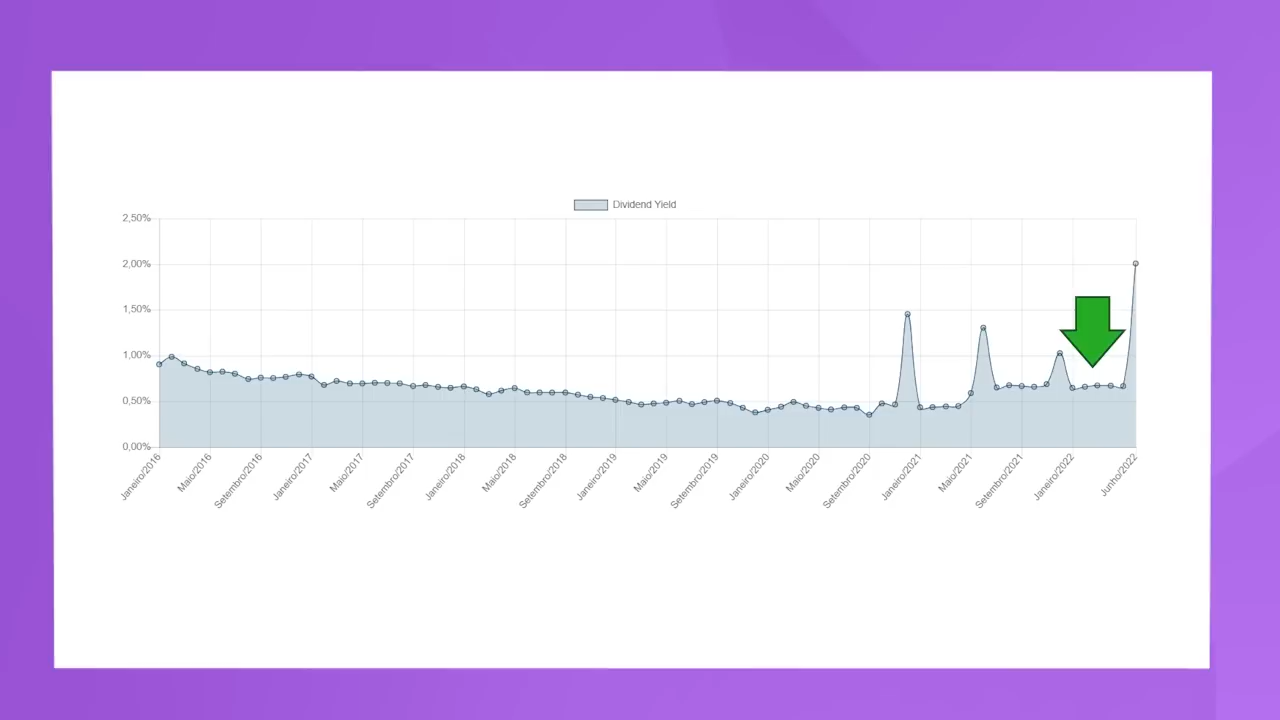 Dividend Yield
2,50%
2,00%
1,50%
1,00%
0,50%
0,00%
Janeiro/2016
Maio/2016
Setembro/2016
Janeiro/2017
Maio/2017
Setembro/2017
Janeiro/2018
Maio/2018
Setembro/2018
Janeiro/2019
Maio/2019
Setembro/2019
Janeiro/2020
Maio/2020
Setembro/2020
Janeiro/2021
Maio/2021
Setembro/2021
Janeiro/2022
Junho/2022